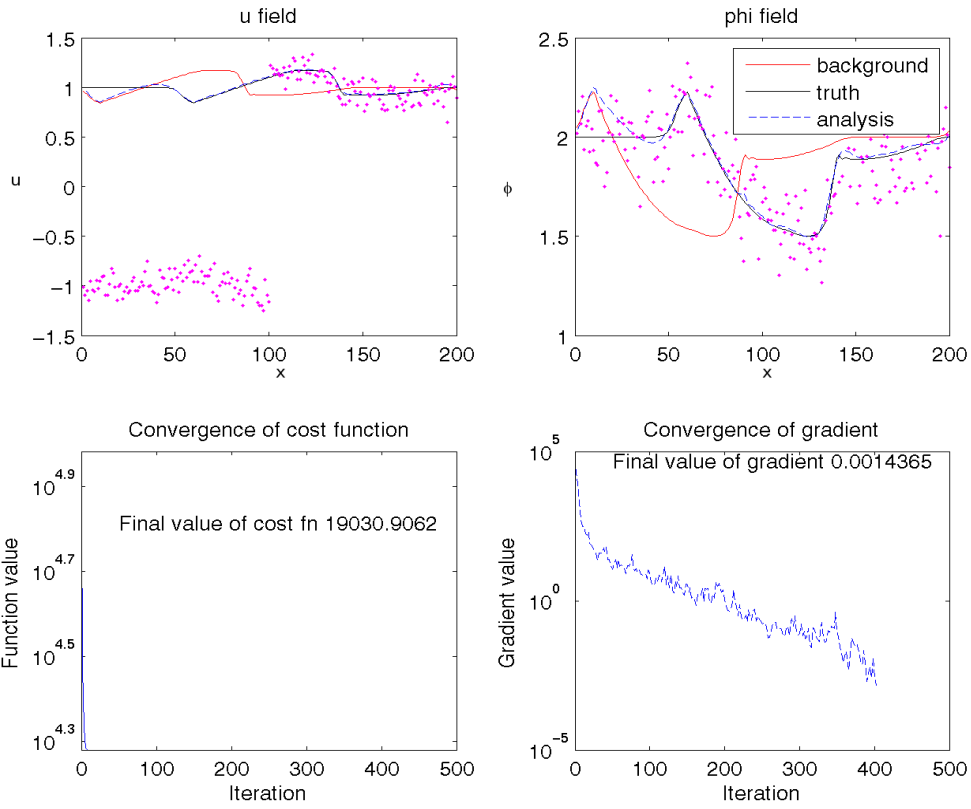 u field
1.5
1
0.5
u
0
−0.5
−1
−1.5
0
50
100
150
200
x
phi field
2.5
background
truth
analysis
2
ϕ
1.5
1
0
50
100
150
200
x
Convergence of cost function
10^4.9
Final value of cost fn 19030.9062
10^4.7
Function value
10^4.5
10^4.3
0
100
200
300
400
500
Iteration
Convergence of gradient
10^5
Final value of gradient 0.0014365
10^0
Gradient value
10^−5
0
100
200
300
400
500
Iteration